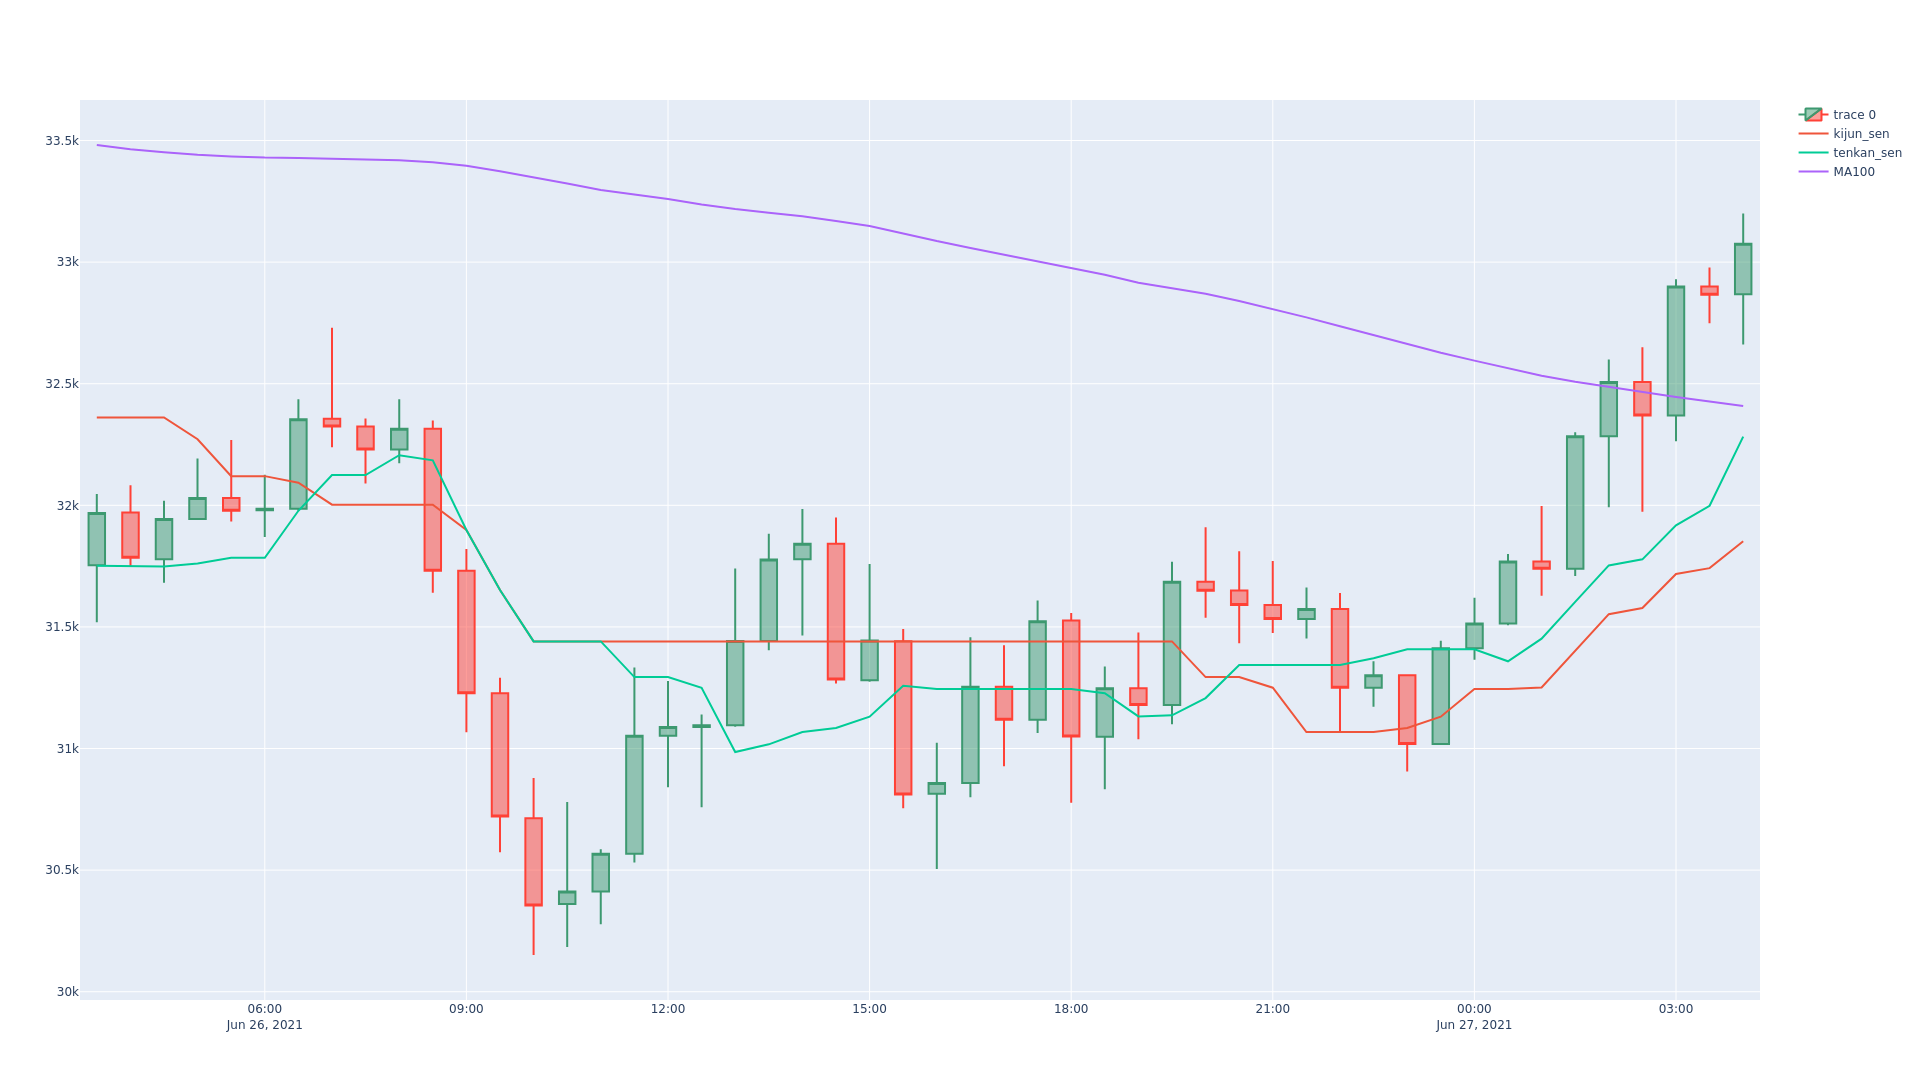 33.5k
33k
32.5k
32k
31.5k
31k
30.5k
30k
06:00
Jun 26, 2021
09:00
12:00
15:00
18:00
21:00
00:00
Jun 27, 2021
03:00
trace 0
kijun_sen
tenkan_sen
MA100